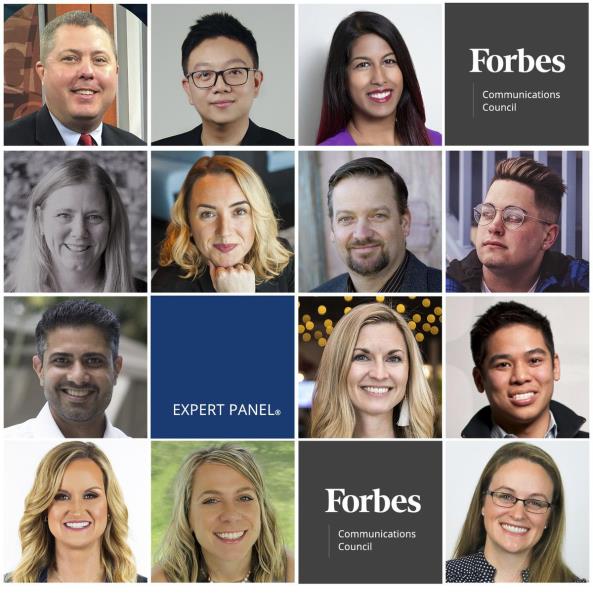 Forbes
Communications
Council
EXPERT PANEL®
Forbes
Communications
Council